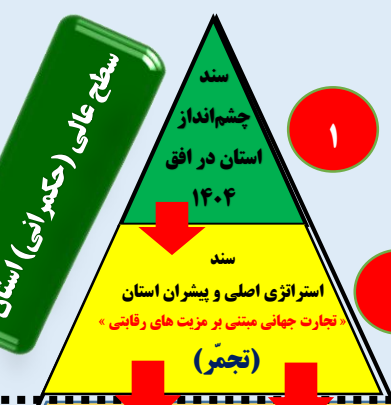 سطح عالی (حکمرانی) استان
سند
چشم‌انداز
استان در افق
۱۴۰۴
۱
سند
استراتژی اصلی و پیشران استان
« تجارت جهانی مبتنی بر مزیت های رقابتی »
(تجمّر)